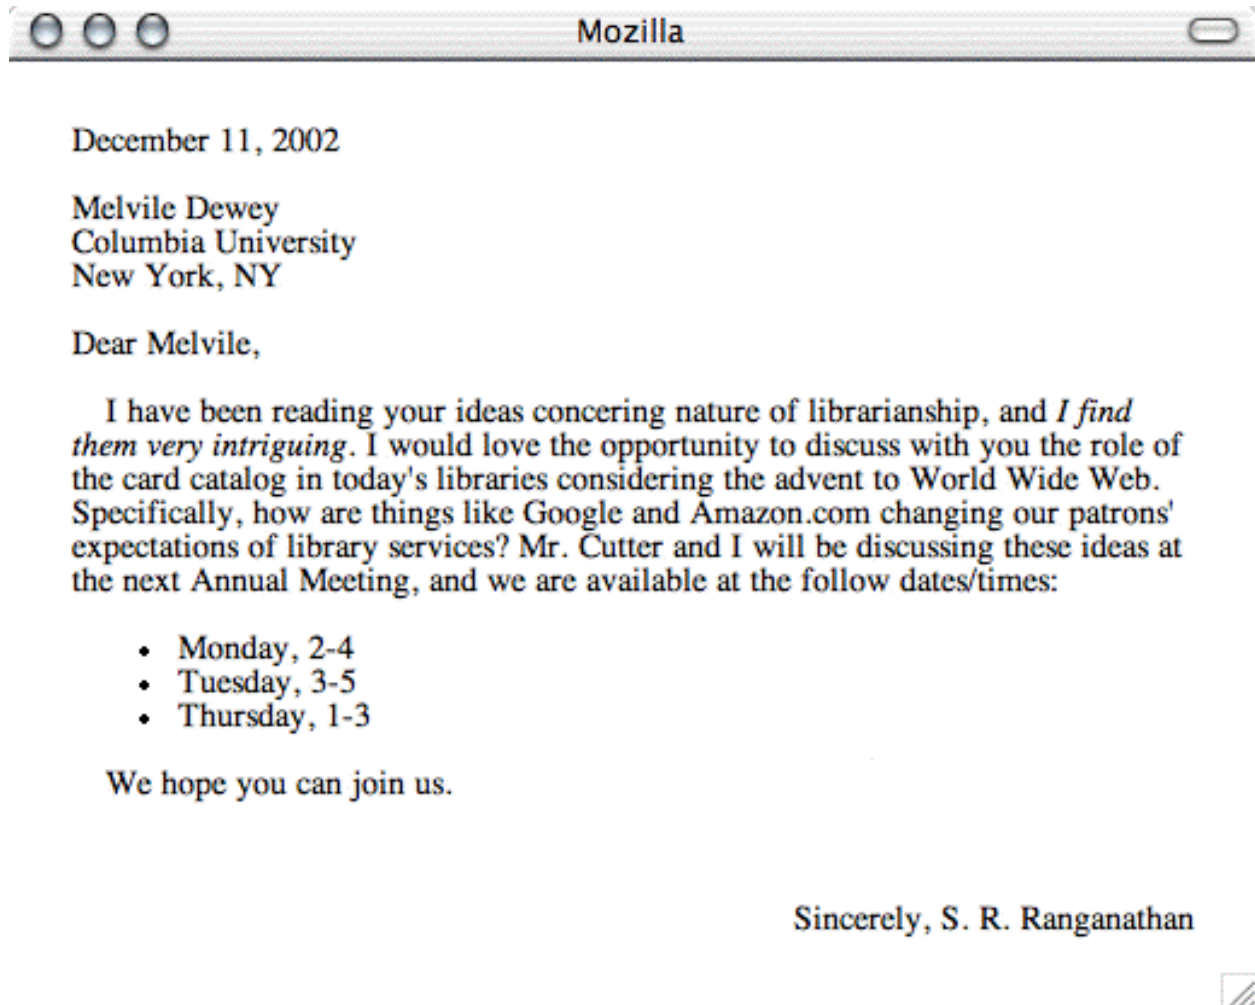 Mozilla
December 11, 2002
Melvile Dewey
Columbia University
New York, NY
Dear Melvile,
I have been reading your ideas concering nature of librarianship, and I find
them very intriguing. I would love the opportunity to discuss with you the role of
the card catalog in today's libraries considering the advent to World Wide Web.
Specifically, how are things like Google and Amazon.com changing our patrons'
expectations of library services? Mr. Cutter and I will be discussing these ideas at
the next Annual Meeting, and we are available at the follow dates/times:
• Monday, 2-4
• Tuesday, 3-5
• Thursday, 1-3
We hope you can join us.
Sincerely, S. R. Ranganathan